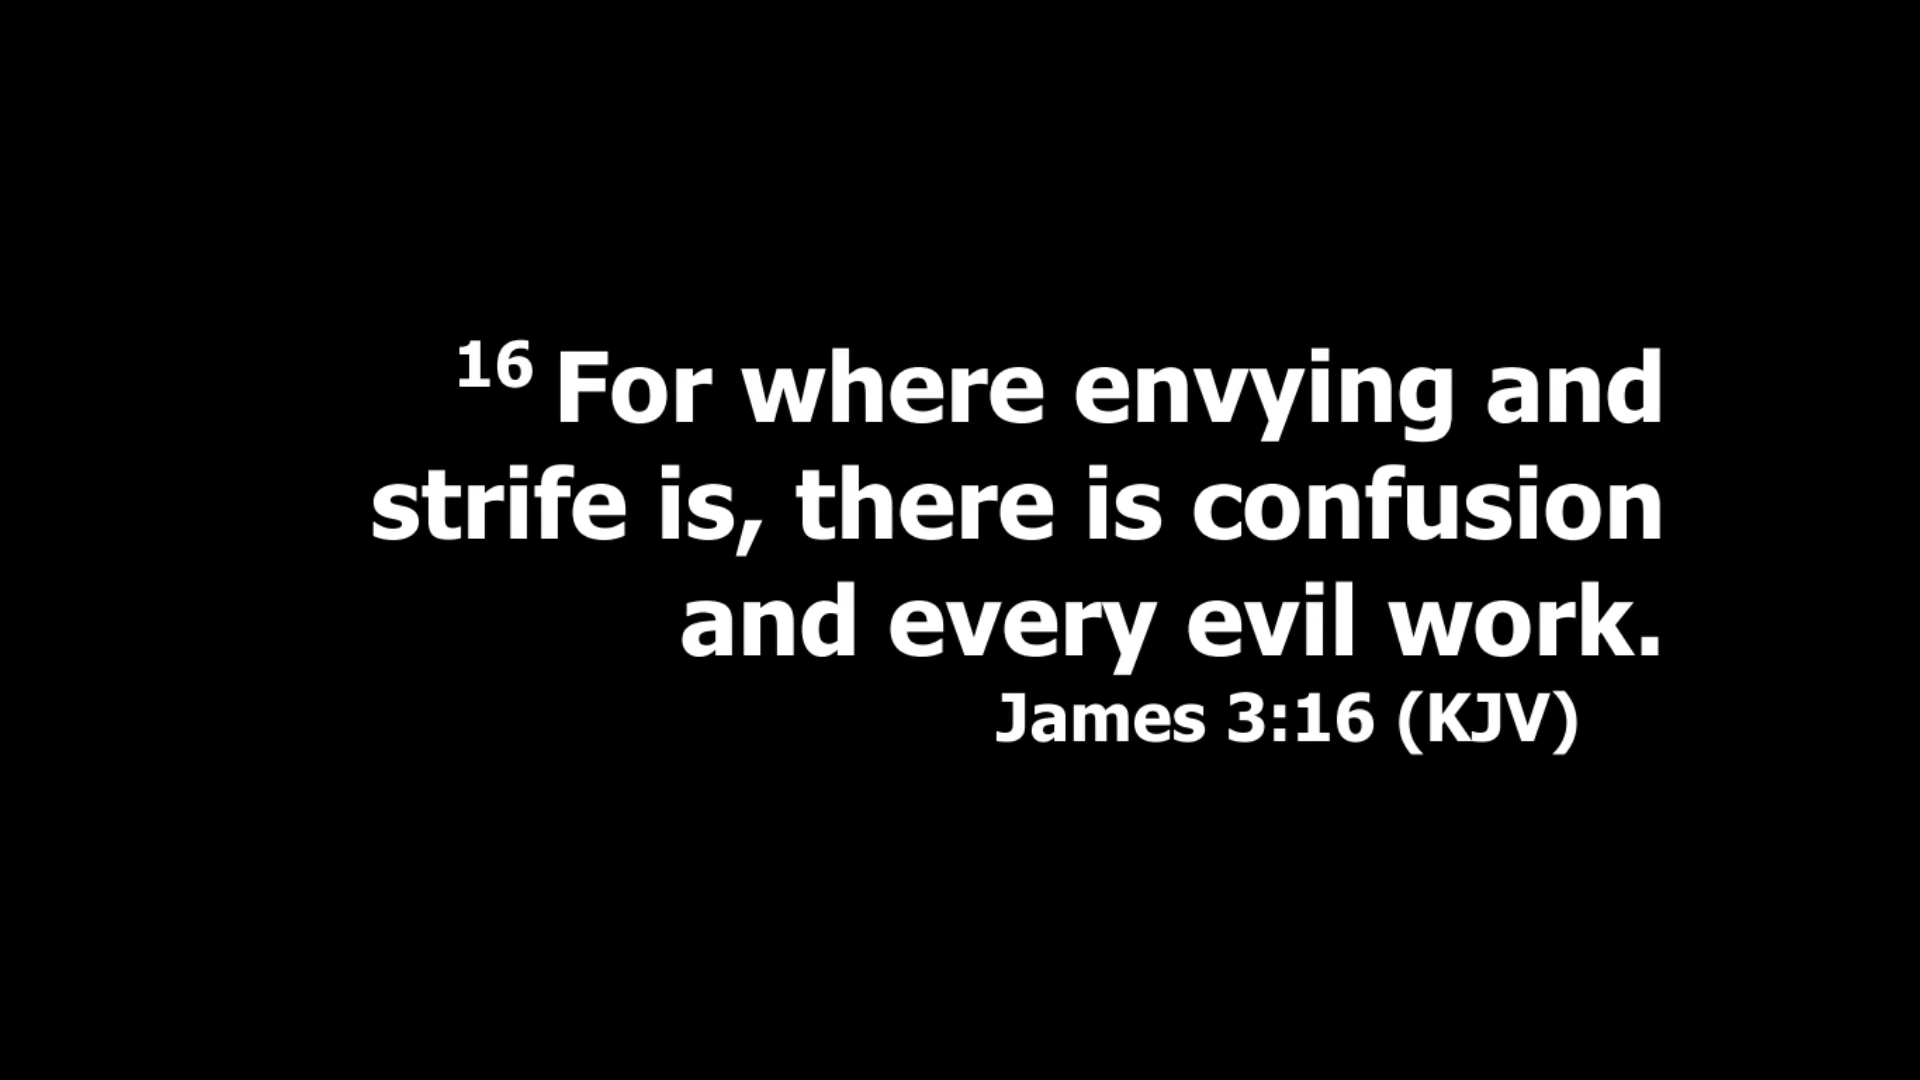 16 For where envying and
strife is, there is confusion
and every evil work.
James 3:16 (KJV)